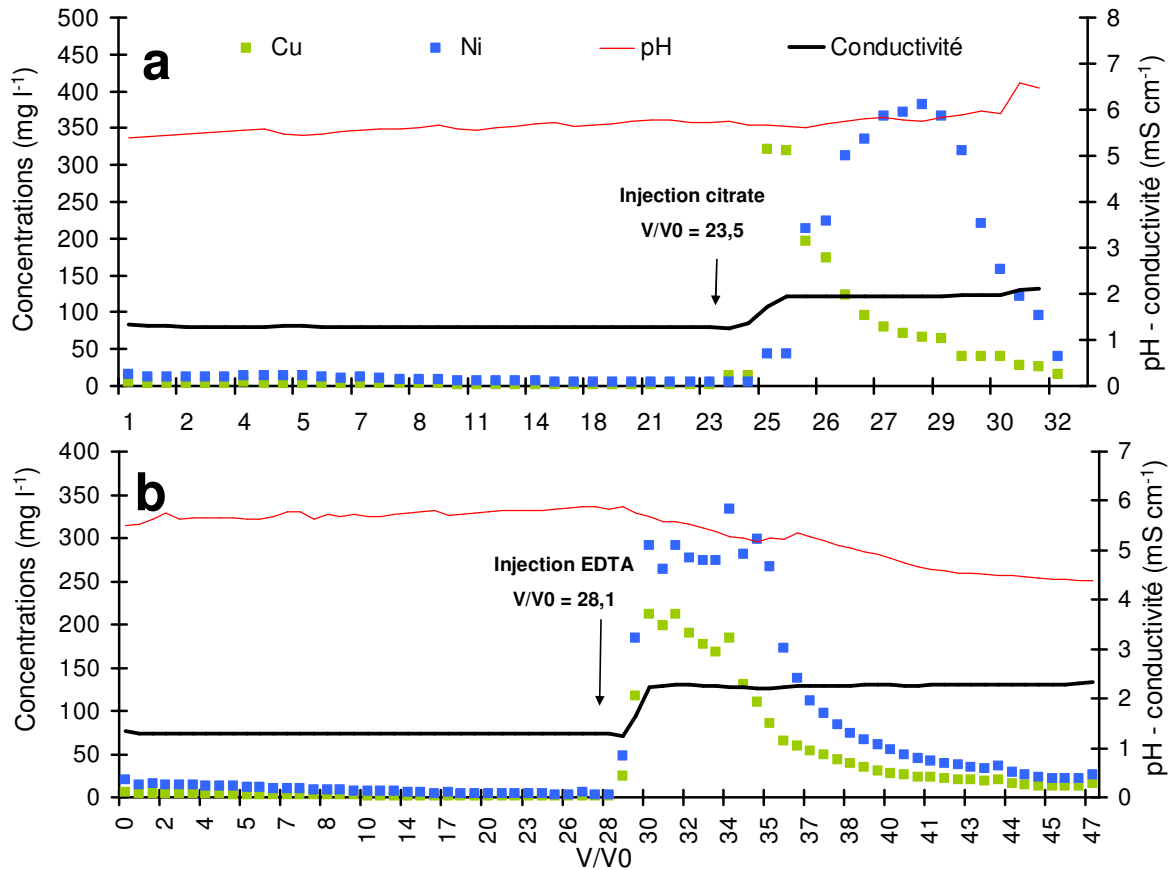 a
Cu Ni pH Conductivité
Concentrations (mg l-1)
500
450
400
350
300
250
200
150
100
50
0
Injection citrate
V/V0 = 23,5
8
7
6
5
4
3
2
1
0
pH - conductivité (mS cm-1)
1 2 4 5 7 8 11 14 18 21 23 25 26 27 29 30 32
b
Concentrations (mg l-1)
400
350
300
250
200
150
100
50
0
Injection EDTA
V/V0 = 28,1
7
6
5
4
3
2
1
0
pH - conductivité (mS cm-1)
0 2 4 5 7 8 10 14 17 20 23 26 28 30 32 34 35 37 38 40 41 43 44 45 47
V/V0